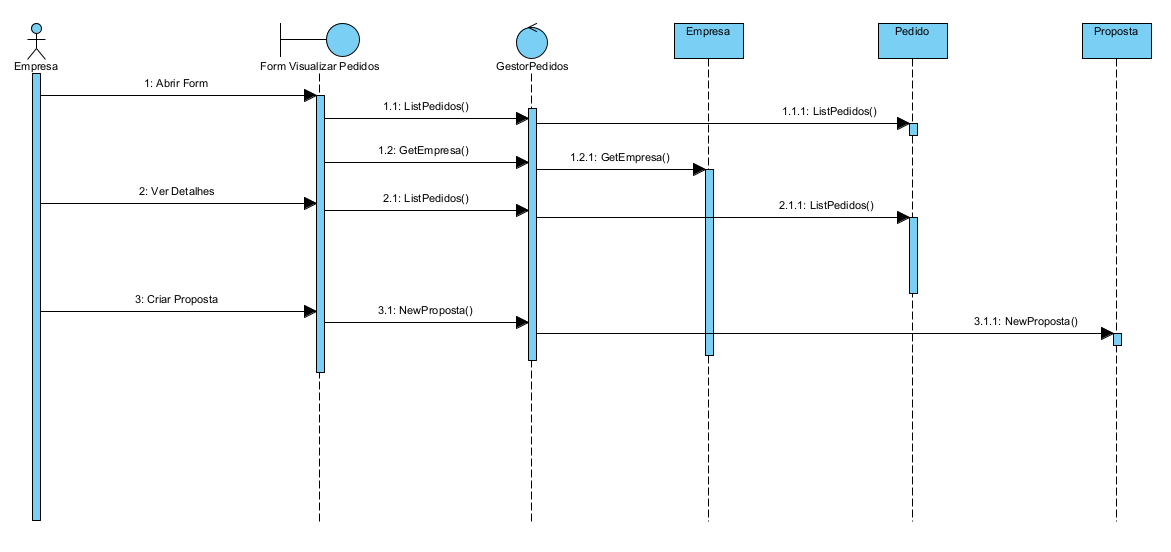 Empresa
Form Visualizar Pedidos
GestorPedidos
Empresa
Pedido
Proposta
1: Abrir Form
1.1: ListPedidos()
1.1.1: ListPedidos()
1.2: GetEmpresa()
1.2.1: GetEmpresa()
2: Ver Detalhes
2.1: ListPedidos()
2.1.1: ListPedidos()
3: Criar Proposta
3.1: NewProposta()
3.1.1: NewProposta()